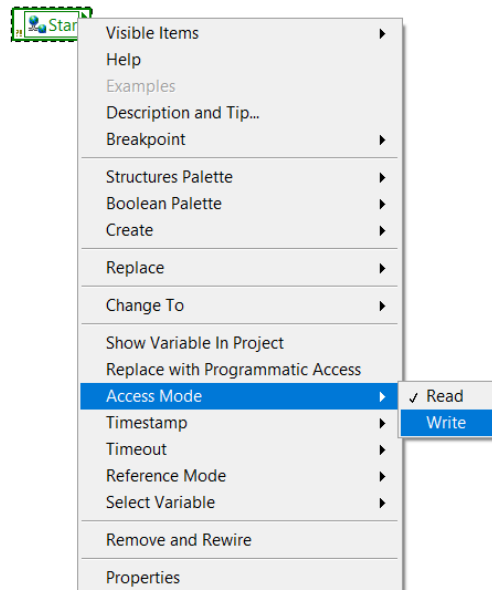 Star
Visible Items
Help
Examples
Description and Tip...
Breakpoint
Structures Palette
Boolean Palette
Create
Replace
Change To
Show Variable In Project
Replace with Programmatic Access
Access Mode
✓ Read
Write
Timestamp
Timeout
Reference Mode
Select Variable
Remove and Rewire
Properties